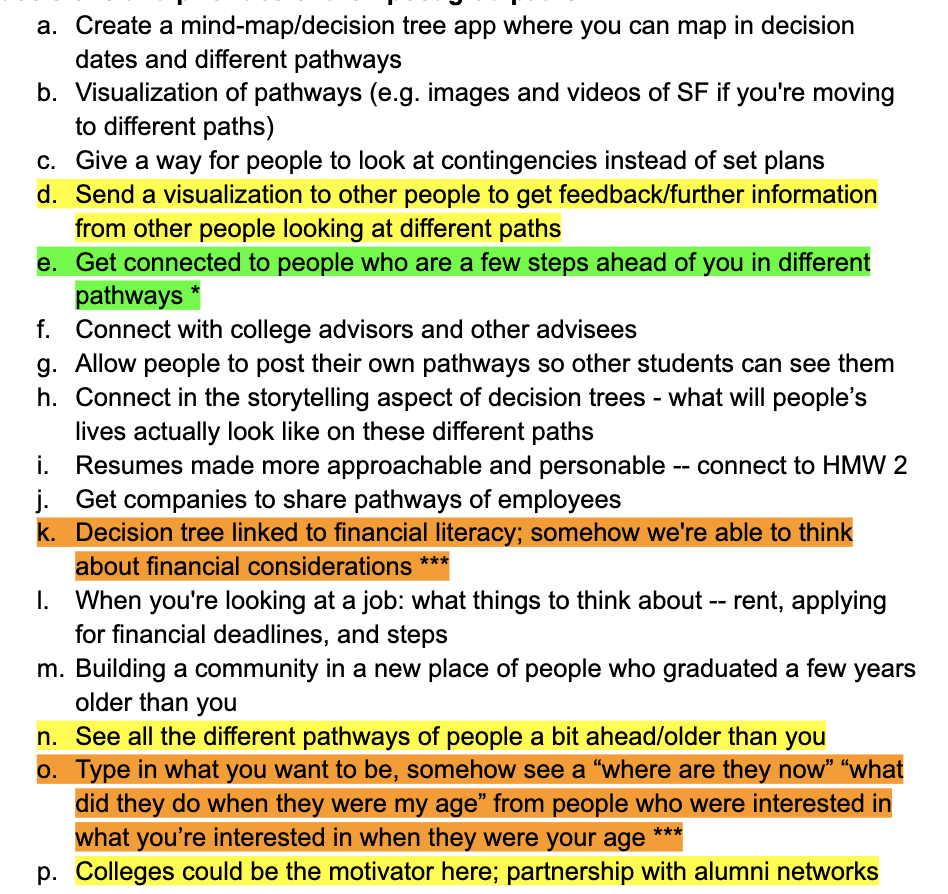 a. Create a mind-map/decision tree app where you can map in decision
dates and different pathways
b. Visualization of pathways (e.g. images and videos of SF if you're moving
to different paths)
c. Give a way for people to look at contingencies instead of set plans
d. Send a visualization to other people to get feedback/further information
from other people looking at different paths
e. Get connected to people who are a few steps ahead of you in different
pathways *
f. Connect with college advisors and other advisees
g. Allow people to post their own pathways so other students can see them
h. Connect in the storytelling aspect of decision trees - what will people’s
lives actually look like on these different paths
i. Resumes made more approachable and personable -- connect to HMW 2
j. Get companies to share pathways of employees
k. Decision tree linked to financial literacy; somehow we're able to think
about financial considerations ***
l. When you're looking at a job: what things to think about -- rent, applying
for financial deadlines, and steps
m. Building a community in a new place of people who graduated a few years
older than you
n. See all the different pathways of people a bit ahead/older than you
o. Type in what you want to be, somehow see a “where are they now” “what
did they do when they were my age” from people who were interested in
what you’re interested in when they were your age ***
p. Colleges could be the motivator here; partnership with alumni networks